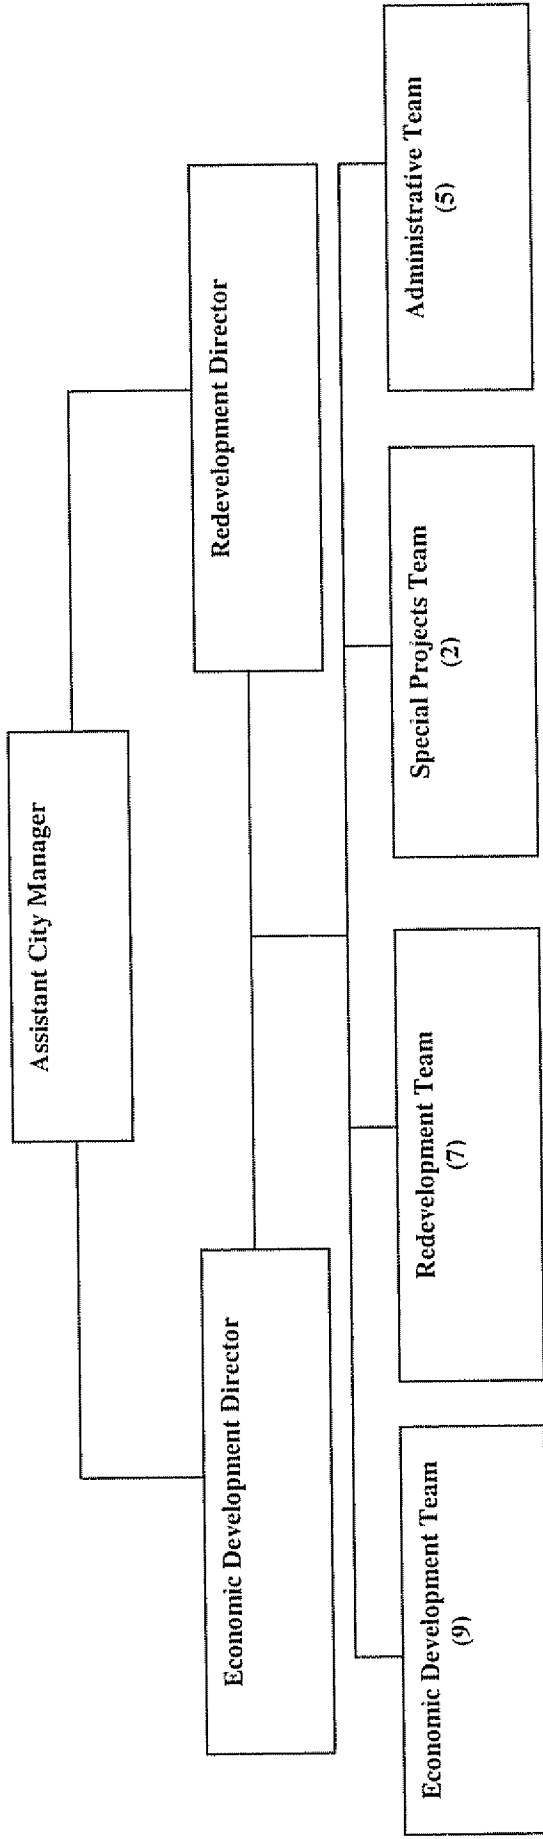 Assistant City Manager
Economic Development Director
Redevelopment Director
Economic Development Team
(9)
Redevelopment Team
(7)
Special Projects Team
(2)
Administrative Team
(5)